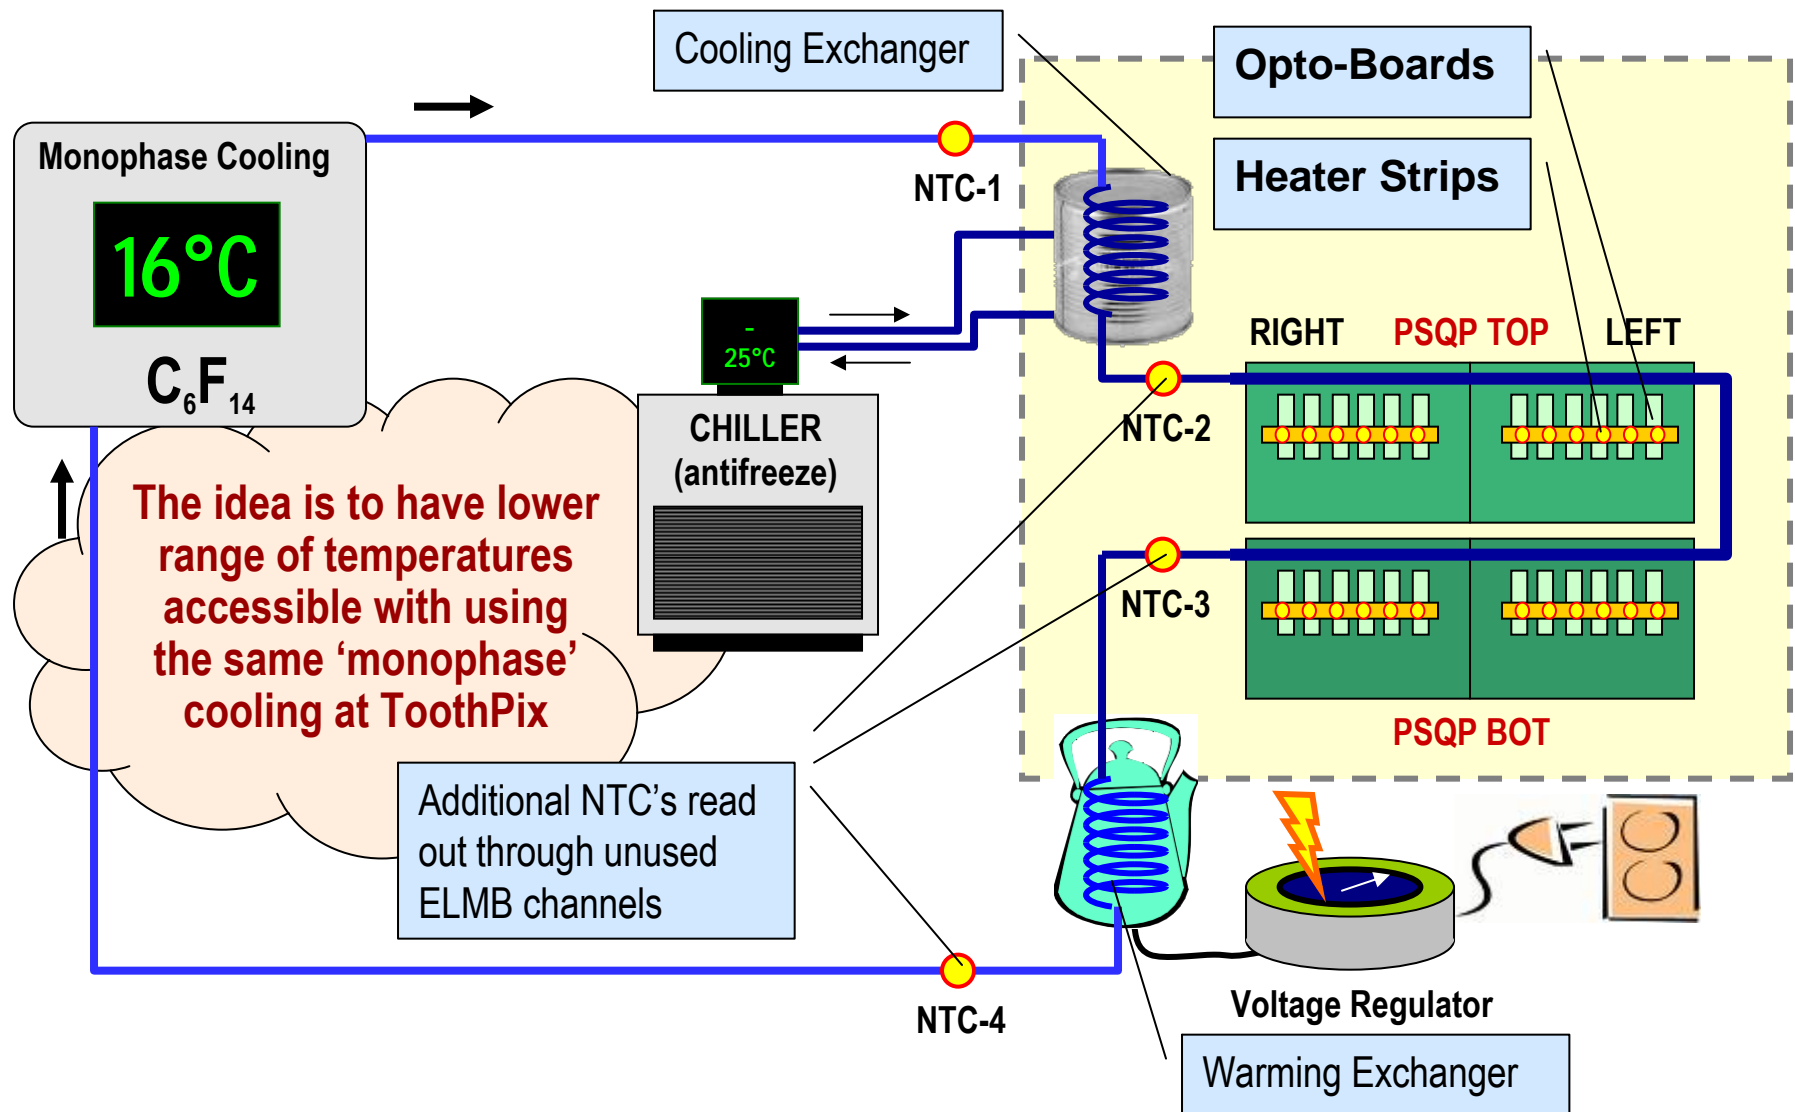 Cooling Exchanger
Opto-Boards
Heater Strips
Monophase Cooling
16°C
C₆F₁₄
NTC-1
-
25°C
CHILLER
(antifreeze)
RIGHT
PSQP TOP
LEFT
NTC-2
NTC-3
PSQP BOT
The idea is to have lower
range of temperatures
accessible with using
the same ‘monophase’
cooling at ToothPix
Additional NTC’s read
out through unused
ELMB channels
NTC-4
Voltage Regulator
Warming Exchanger